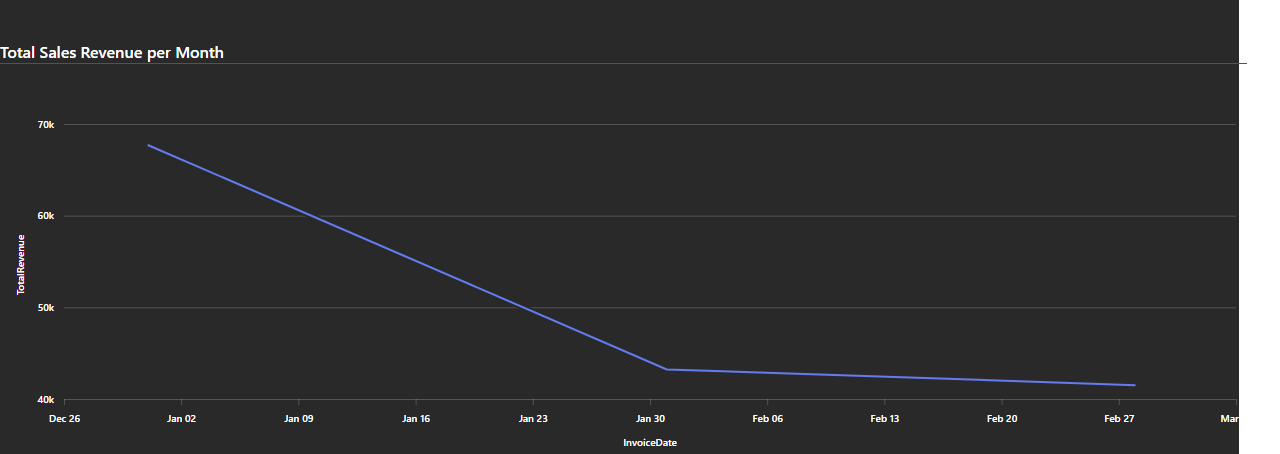 Total Sales Revenue per Month
70k
60k
50k
40k
TotalRevenue
Dec 26 Jan 02 Jan 09 Jan 16 Jan 23 Jan 30 Feb 06 Feb 13 Feb 20 Feb 27 Mar
InvoiceDate